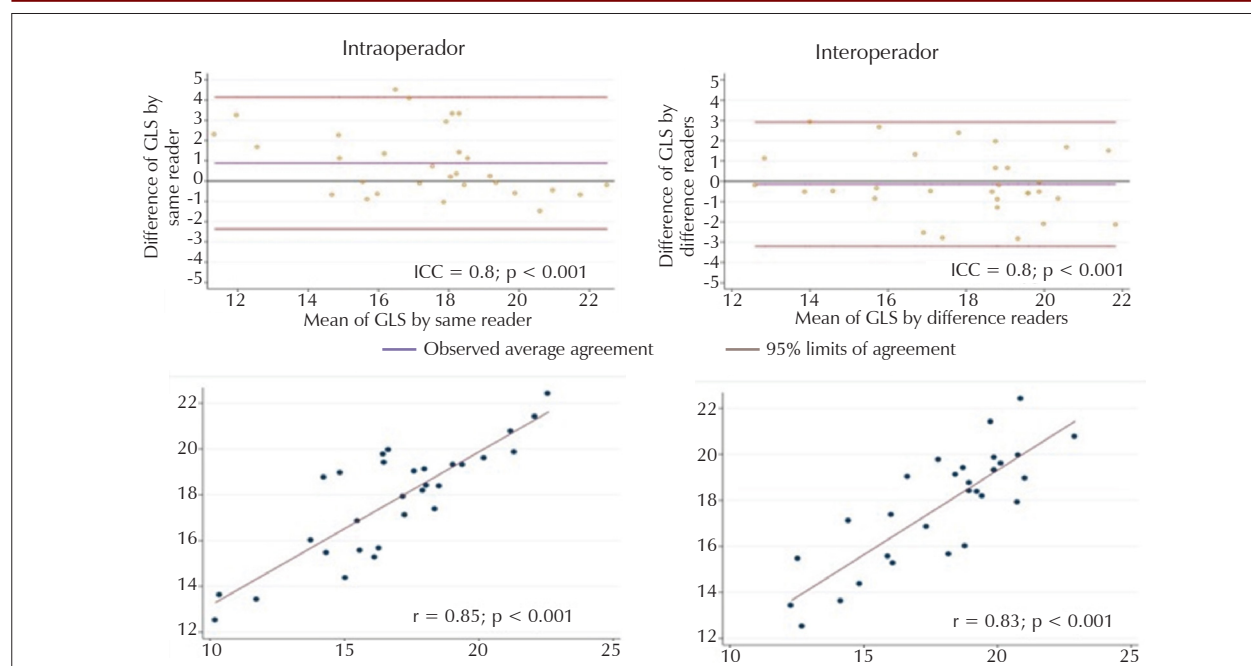 Intraoperador
Difference of GLS by
same reader
5
4
3
2
1
0
-1
-2
-3
-4
-5
ICC = 0.8; p < 0.001
12 14 16 18 20 22
Mean of GLS by same reader
Interoperador
Difference of GLS by
difference readers
5
4
3
2
1
0
-1
-2
-3
-4
-5
ICC = 0.8; p < 0.001
12 14 16 18 20 22
Mean of GLS by difference readers
Observed average agreement
95% limits of agreement
22
20
18
16
14
12
r = 0.85; p < 0.001
10 15 20 25
22
20
18
16
14
12
r = 0.83; p < 0.001
10 15 20 25